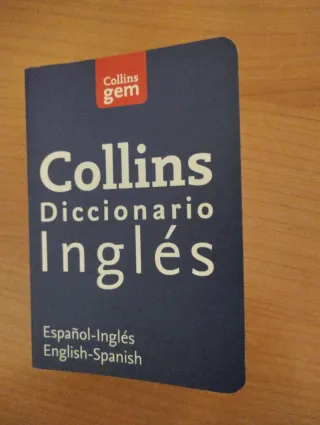 Collins
gem
Collins
Diccionario
Inglés
Español-Inglés
English-Spanish